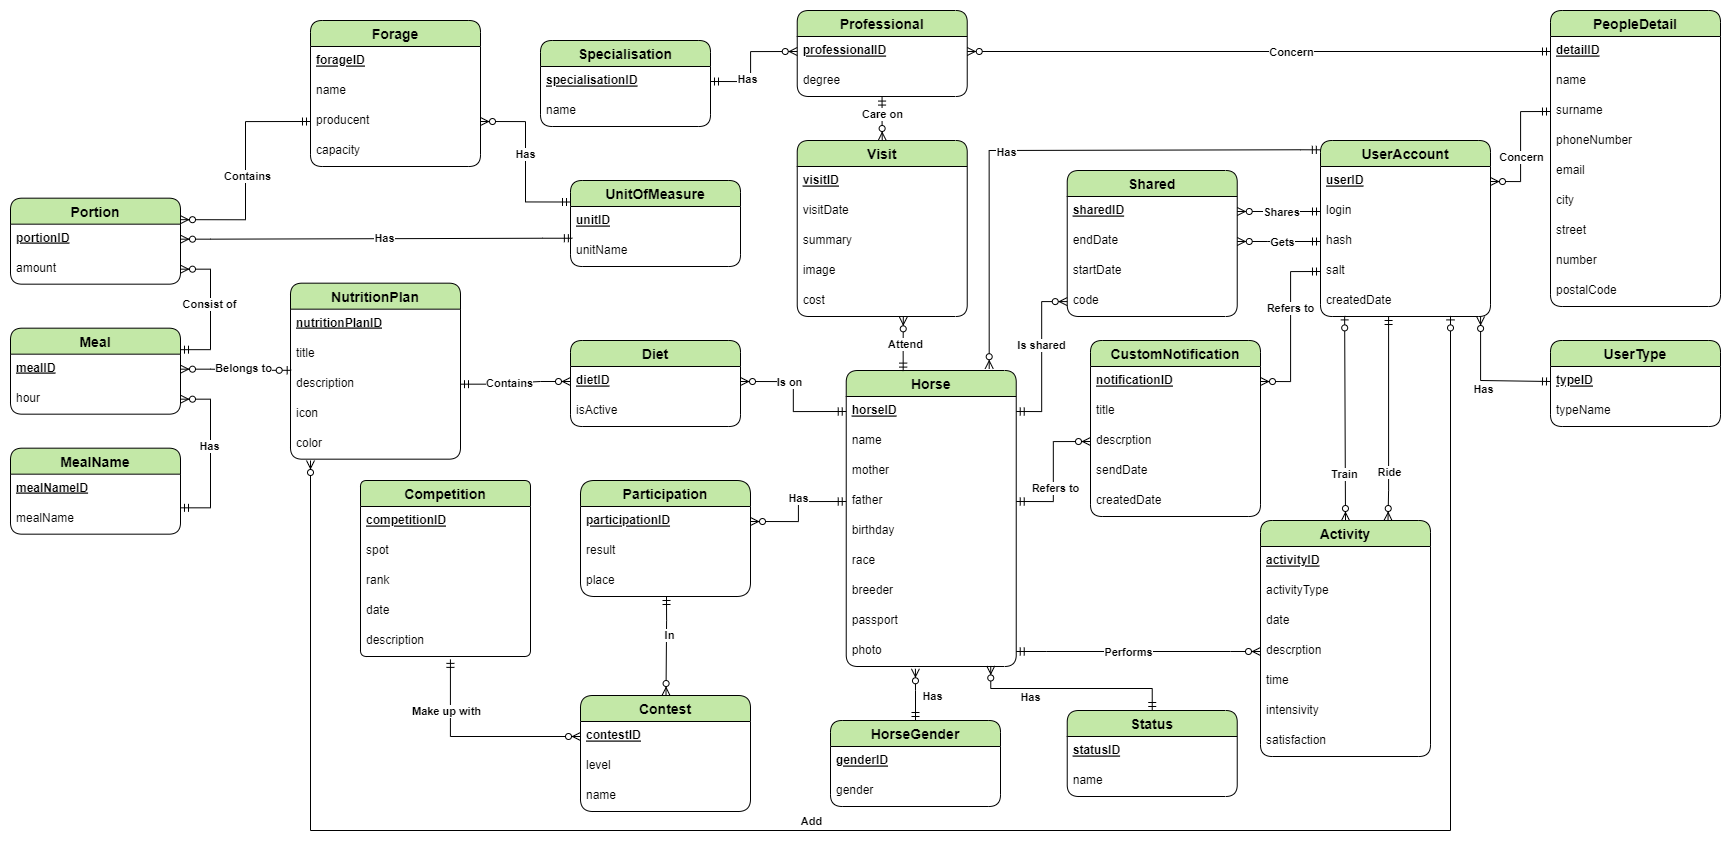 Forage
forageID
name
producent
capacity
Specialisation
specialisationID
name
Has
Professional
professionalID
degree
Care on
Concern
PeopleDetail
detailID
name
surname
phoneNumber
email
city
street
number
postalCode
Concern
Contains
Has
UnitOfMeasure
unitID
unitName
Portion
portionID
amount
Has
Consist of
Visit
visitID
visitDate
summary
image
cost
Attend
Has
Shared
sharedID
endDate
startDate
code
Shares
Gets
Is shared
UserAccount
userID
login
hash
salt
createdDate
Refers to
Meal
mealID
hour
Belongs to
Has
MealName
mealNameID
mealName
NutritionPlan
nutritionPlanID
title
description
icon
color
Contains
Diet
dietID
isActive
Is on
Horse
horseID
name
mother
father
birthday
race
breeder
passport
photo
CustomNotification
notificationID
title
descrption
sendDate
createdDate
Refers to
UserType
typeID
typeName
Has
Train
Ride
Competition
competitionID
spot
rank
date
description
Make up with
Participation
participationID
result
place
Has
In
Contest
contestID
level
name
Performs
Activity
activityID
activityType
date
descrption
time
intensivity
satisfaction
Has
HorseGender
genderID
gender
Has
Status
statusID
name
Add